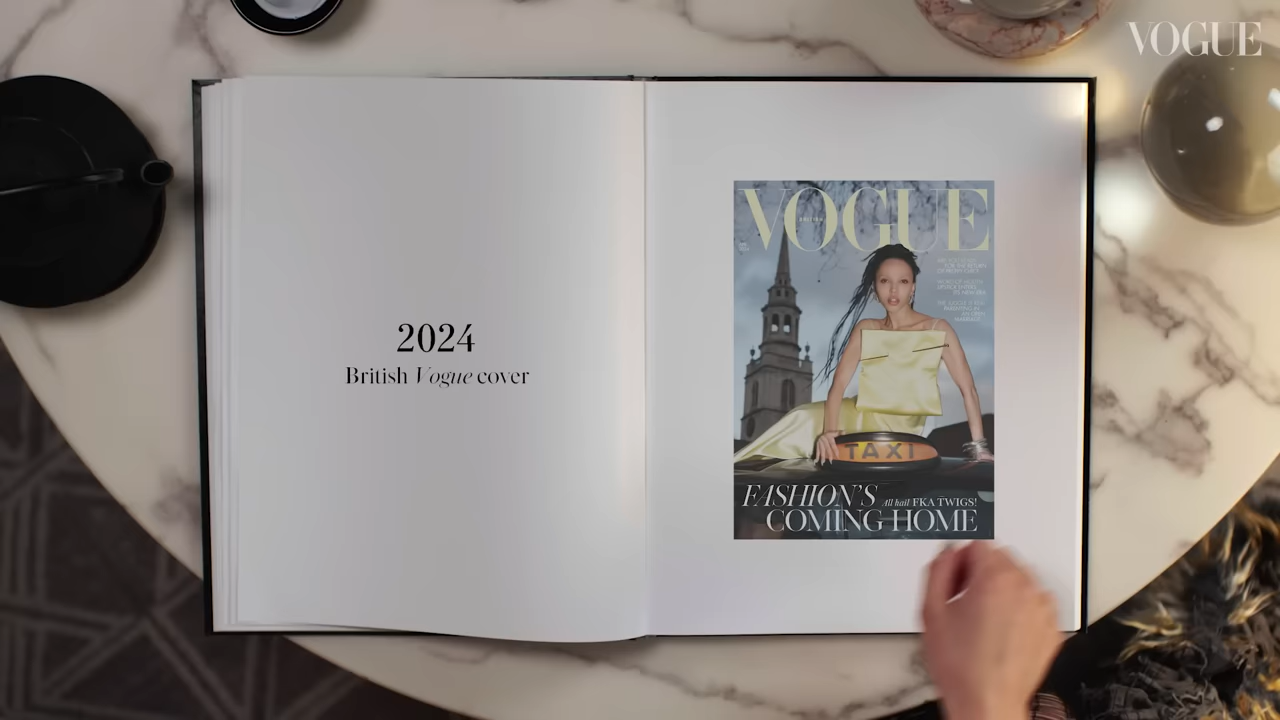 VOGUE
2024
British Vogue cover
VOGUE
BRITISH
TAXI
FASHION'S All hail FKA TWIGS!
COMING HOME